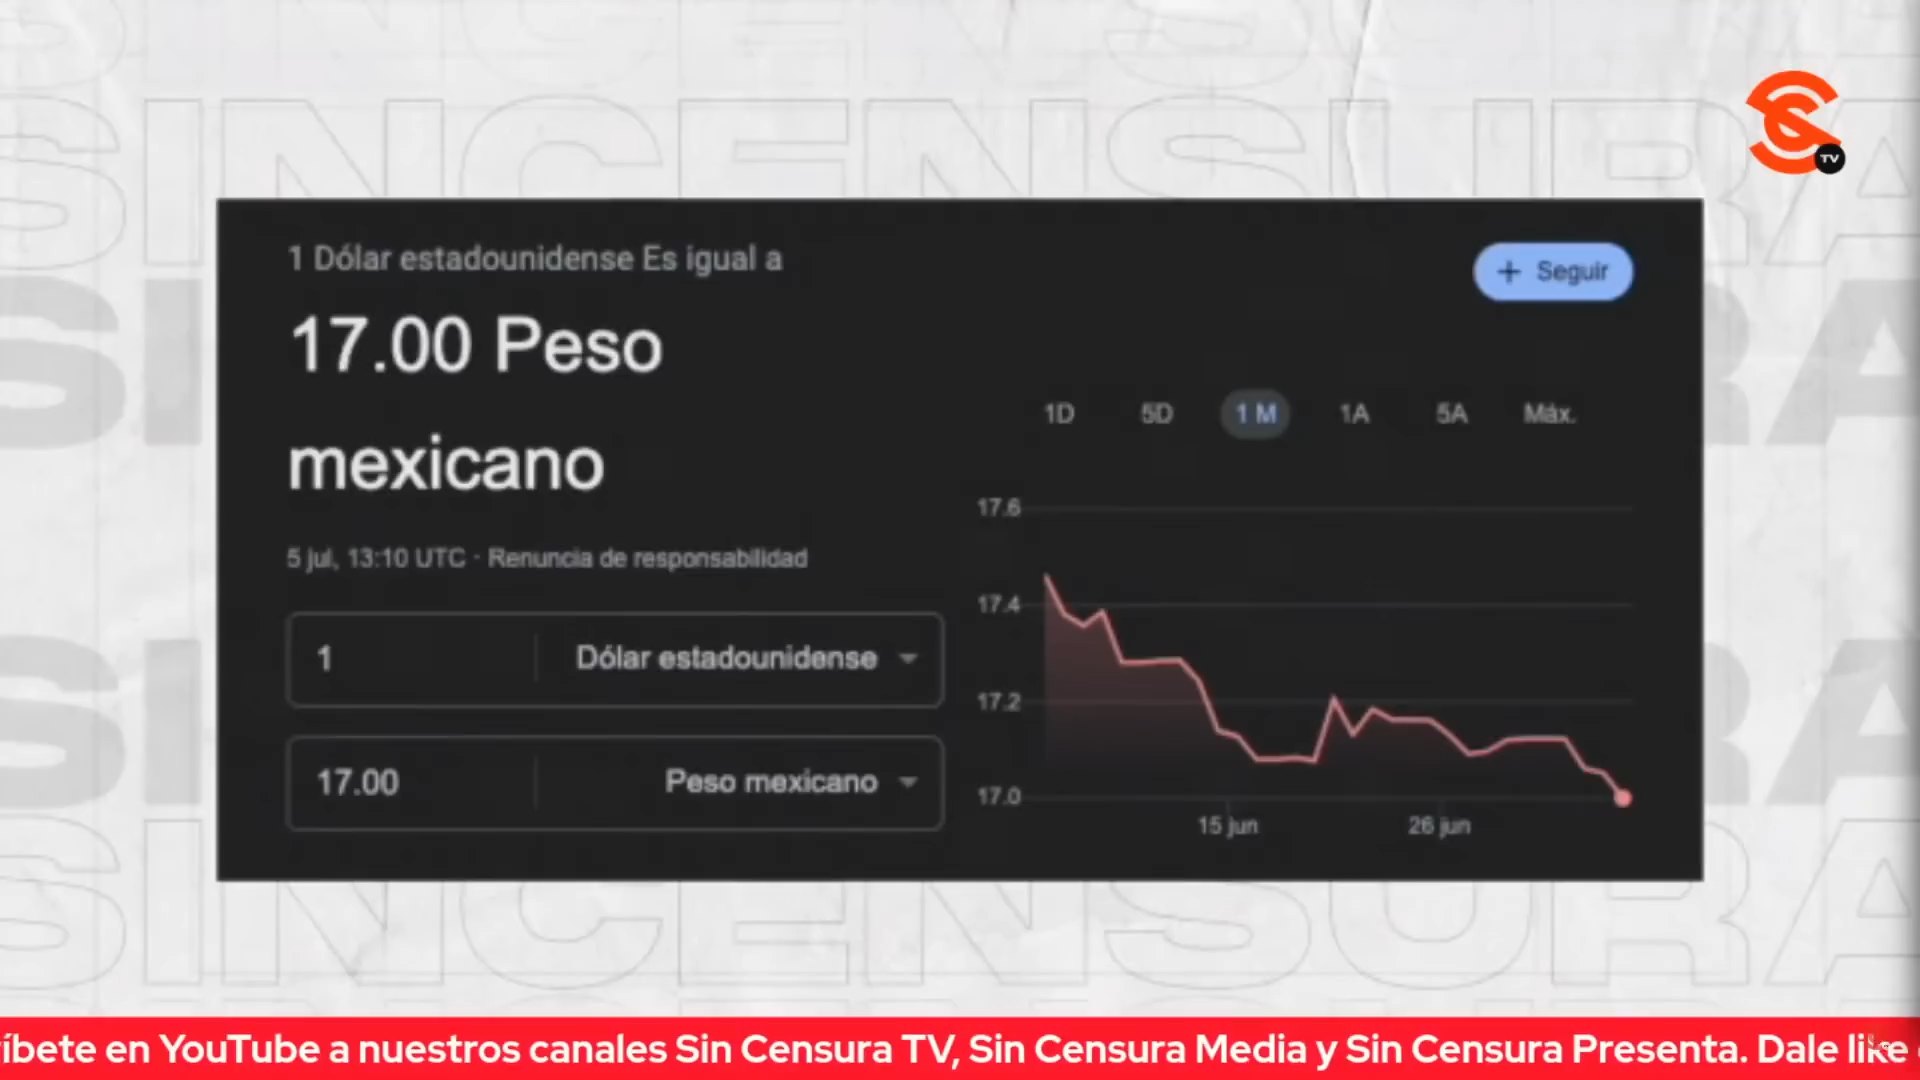 SINCENSURA
TV
1 Dólar estadounidense Es igual a
+ Seguir
17.00 Peso
mexicano
1D 5D 1 M 1A 5A Máx.
5 jul, 13:10 UTC · Renuncia de responsabilidad
1 Dólar estadounidense
17.00 Peso mexicano
17.6
17.4
17.2
17.0
15 jun 26 jun
SINCENSURA
íbete en YouTube a nuestros canales Sin Censura TV, Sin Censura Media y Sin Censura Presenta. Dale like